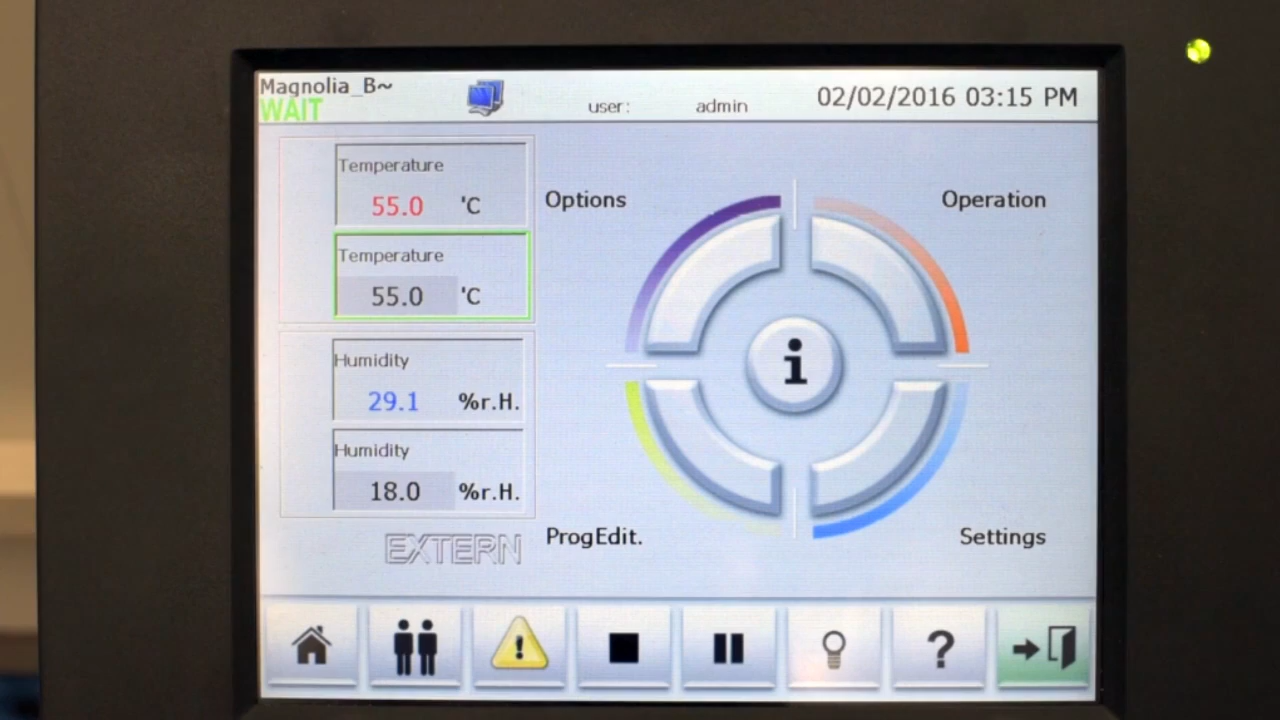 Magnolia_B~
WAIT
user: admin
02/02/2016 03:15 PM
Temperature
55.0 'C
Temperature
55.0 'C
Humidity
29.1 %r.H.
Humidity
18.0 %r.H.
EXTERN
Options
Operation
i
ProgEdit.
Settings
!
?